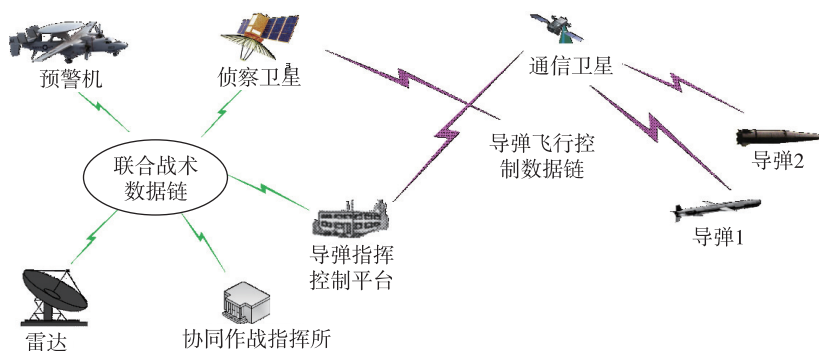 预警机
侦察卫星
通信卫星
联合战术
数据链
导弹飞行控
制数据链
导弹2
导弹1
导弹指挥
控制平台
雷达
协同作战指挥所